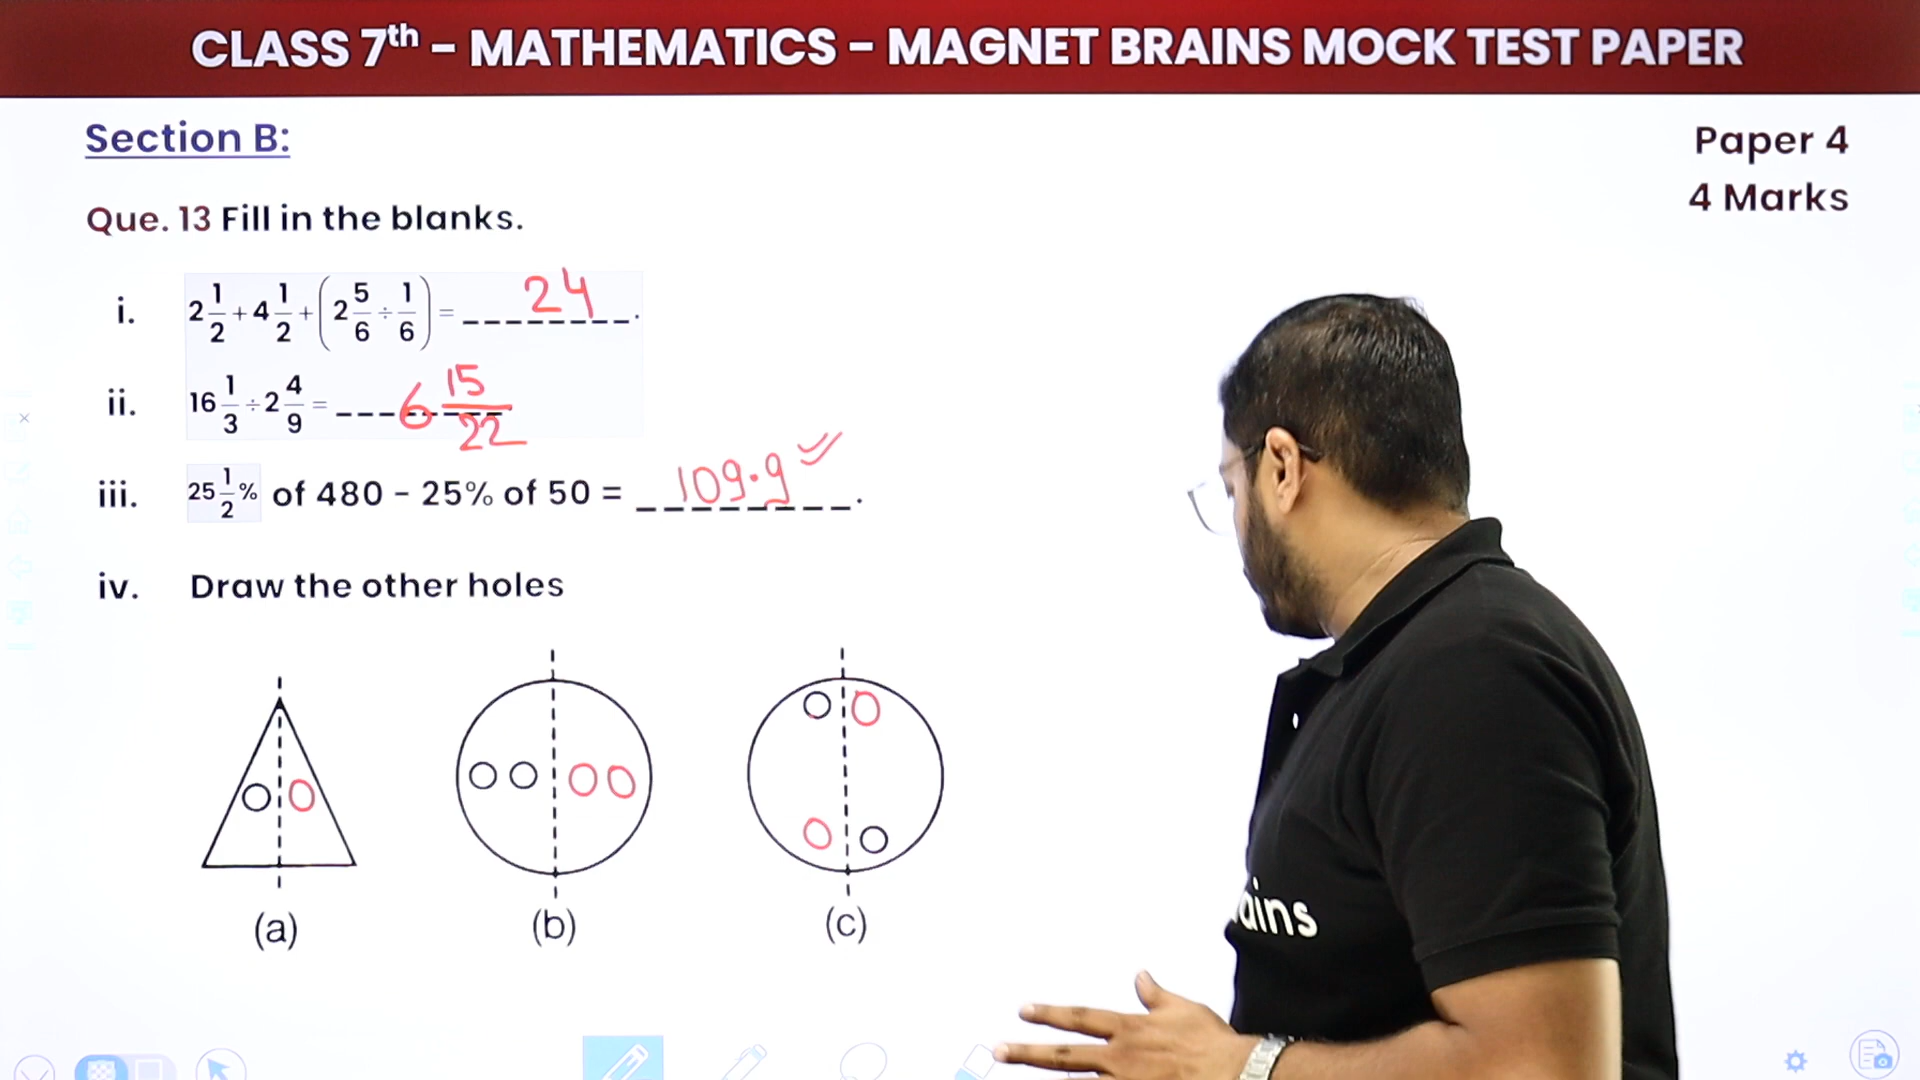 CLASS 7th – MATHEMATICS – MAGNET BRAINS MOCK TEST PAPER
Section B:
Paper 4
4 Marks
Que. 13 Fill in the blanks.
i. 2 1/2 + 4 1/2 + (2 5/6 ÷ 1/6) = 24.
ii. 16 1/3 ÷ 2 4/9 = 6 15/22.
iii. 25 1/2 % of 480 - 25% of 50 = 109.9.
iv. Draw the other holes
(a) (b) (c)
ains